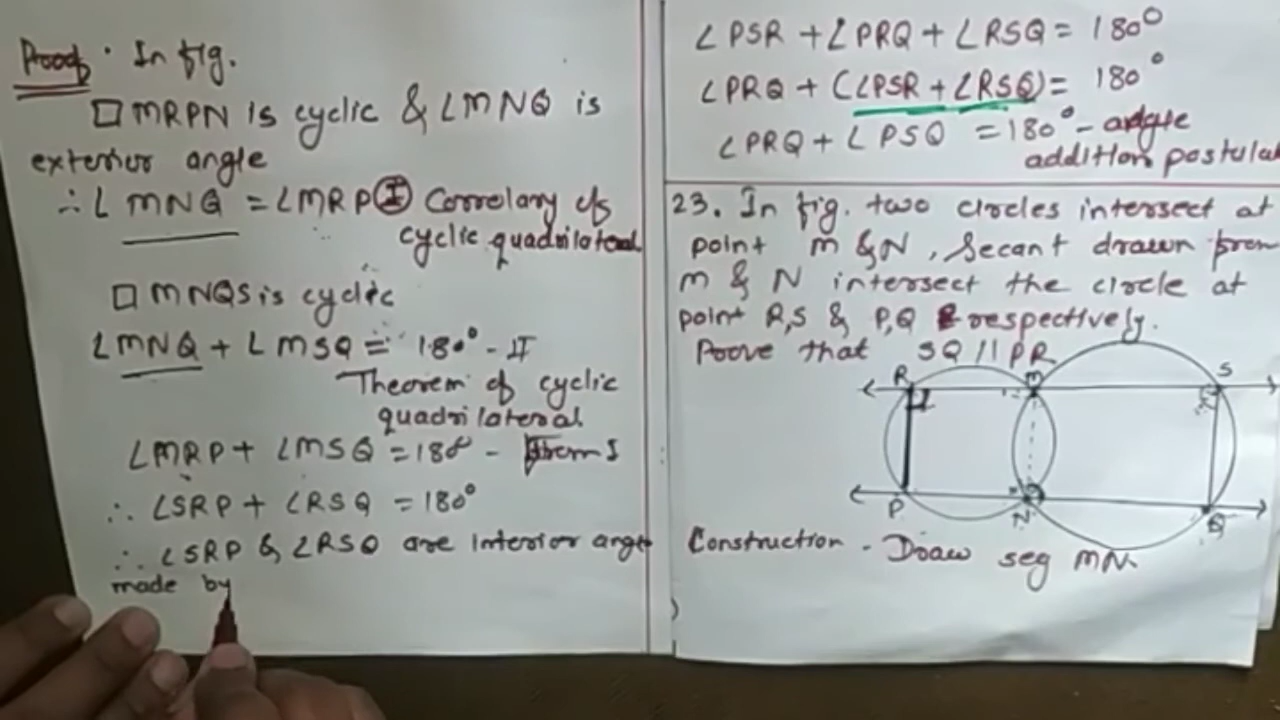 Proof. In fig.
□ MRPN is cyclic & ∠MNQ is
exterior angle
∴ ∠ MNQ = ∠MRP Ⓘ Correlary of
cyclic quadrilateral
□ MNQS is cyclic
∠MNQ + ∠MSQ = 180° - II
Theorem of cyclic
quadrilateral
∠MRP + ∠MSQ = 180° - from I
∴ ∠SRP + ∠RSQ = 180°
∴ ∠SRP & ∠RSQ are interior angle
made by
∠PSR + ∠PRQ + ∠RSQ = 180°
∠PRQ + (∠PSR + ∠RSQ) = 180°
∠PRQ + ∠PSQ = 180° - angle
addition postulat
23. In fig. two circles intersect at
point M & N, Secant drawn from
M & N intersect the circle at
point R,S & P,Q respectively.
Prove that SQ // PR
R M S
P N Q
Construction - Draw seg MN.